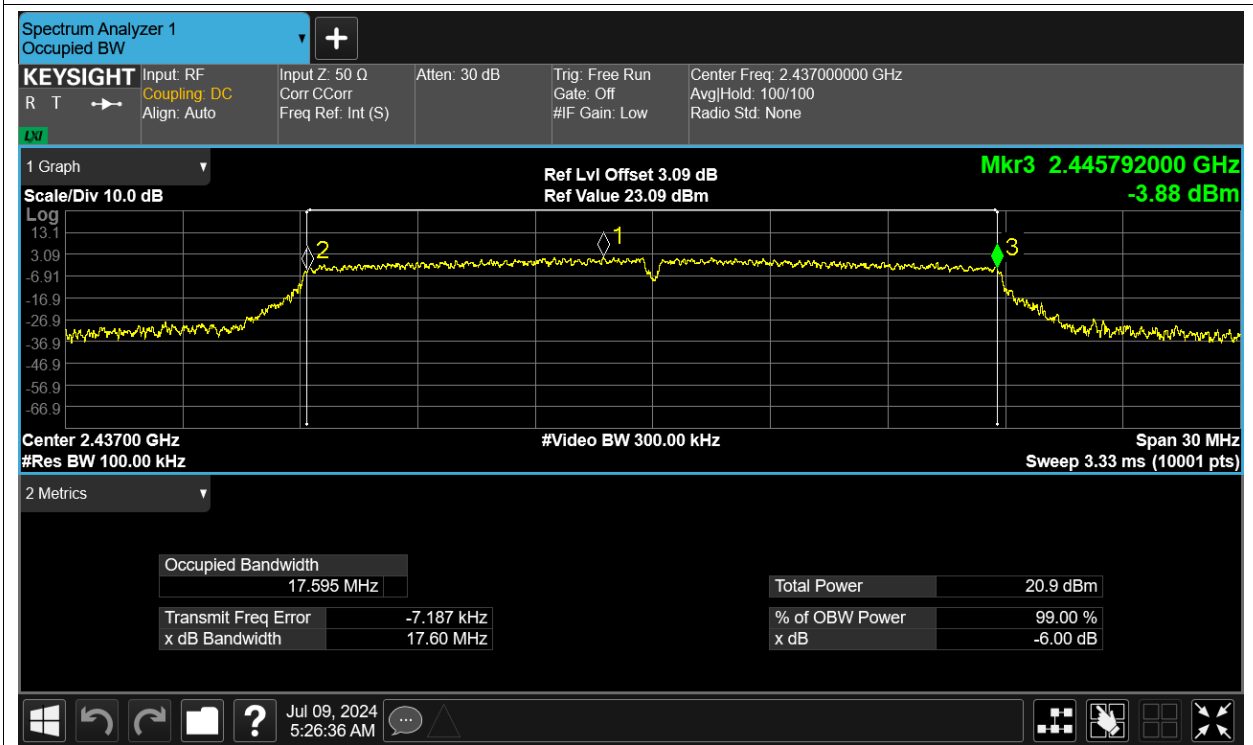 Spectrum Analyzer 1
Occupied BW
KEYSIGHT
R T
LXI
Input: RF
Coupling: DC
Align: Auto
Input Z: 50 Ω
Corr CCorr
Freq Ref: Int (S)
Atten: 30 dB
Trig: Free Run
Gate: Off
#IF Gain: Low
Center Freq: 2.437000000 GHz
Avg|Hold: 100/100
Radio Std: None
1 Graph
Scale/Div 10.0 dB
Ref Lvl Offset 3.09 dB
Ref Value 23.09 dBm
Mkr3 2.445792000 GHz
-3.88 dBm
Log
13.1
3.09
-6.91
-16.9
-26.9
-36.9
-46.9
-56.9
-66.9
2
1
3
Center 2.43700 GHz
#Video BW 300.00 kHz
Span 30 MHz
#Res BW 100.00 kHz
Sweep 3.33 ms (10001 pts)
2 Metrics
Occupied Bandwidth
17.595 MHz
Total Power 20.9 dBm
Transmit Freq Error -7.187 kHz
% of OBW Power 99.00 %
x dB Bandwidth 17.60 MHz
x dB -6.00 dB
?
Jul 09, 2024
5:26:36 AM